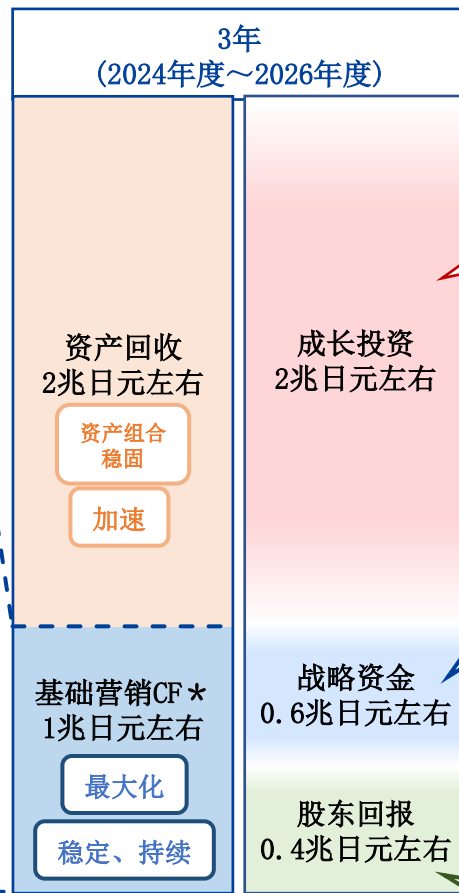 3年
(2024年度～2026年度)
资产回收
2兆日元左右
资产组合
稳固
加速
基础营销CF＊
1兆日元左右
最大化
稳定、持续
成长投资
2兆日元左右
战略资金
0.6兆日元左右
股东回报
0.4兆日元左右